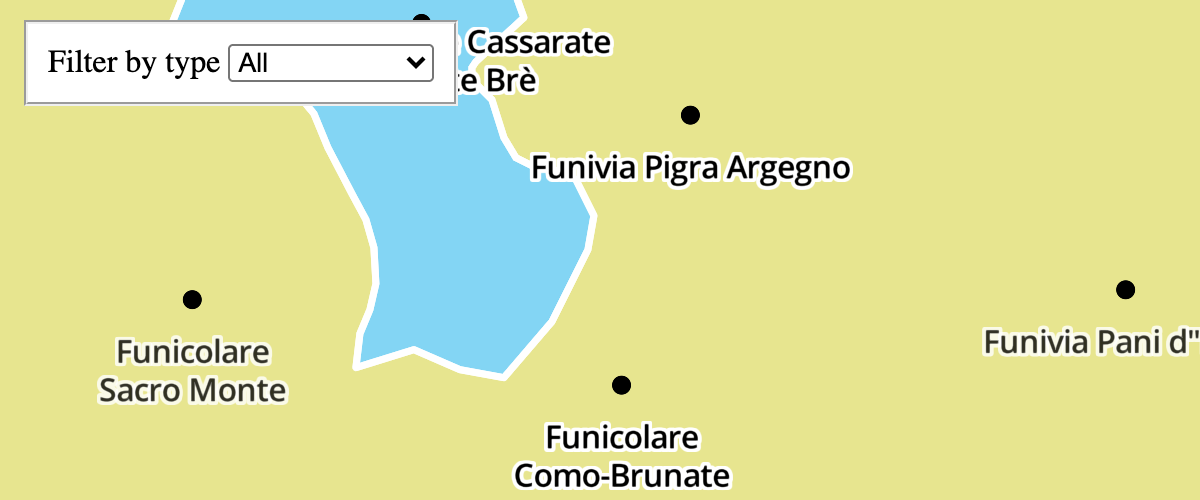 Filter by type All
Cassarate
te Brè
Funivia Pigra Argegno
Funivia Pani d"
Funicolare
Sacro Monte
Funicolare
Como-Brunate